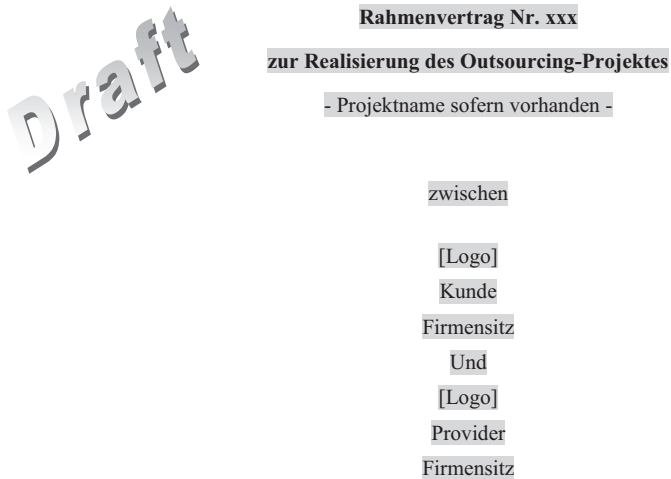 Draft
Rahmenvertrag Nr. xxx
zur Realisierung des Outsourcing-Projektes
- Projektname sofern vorhanden -
zwischen
[Logo]
Kunde
Firmensitz
Und
[Logo]
Provider
Firmensitz